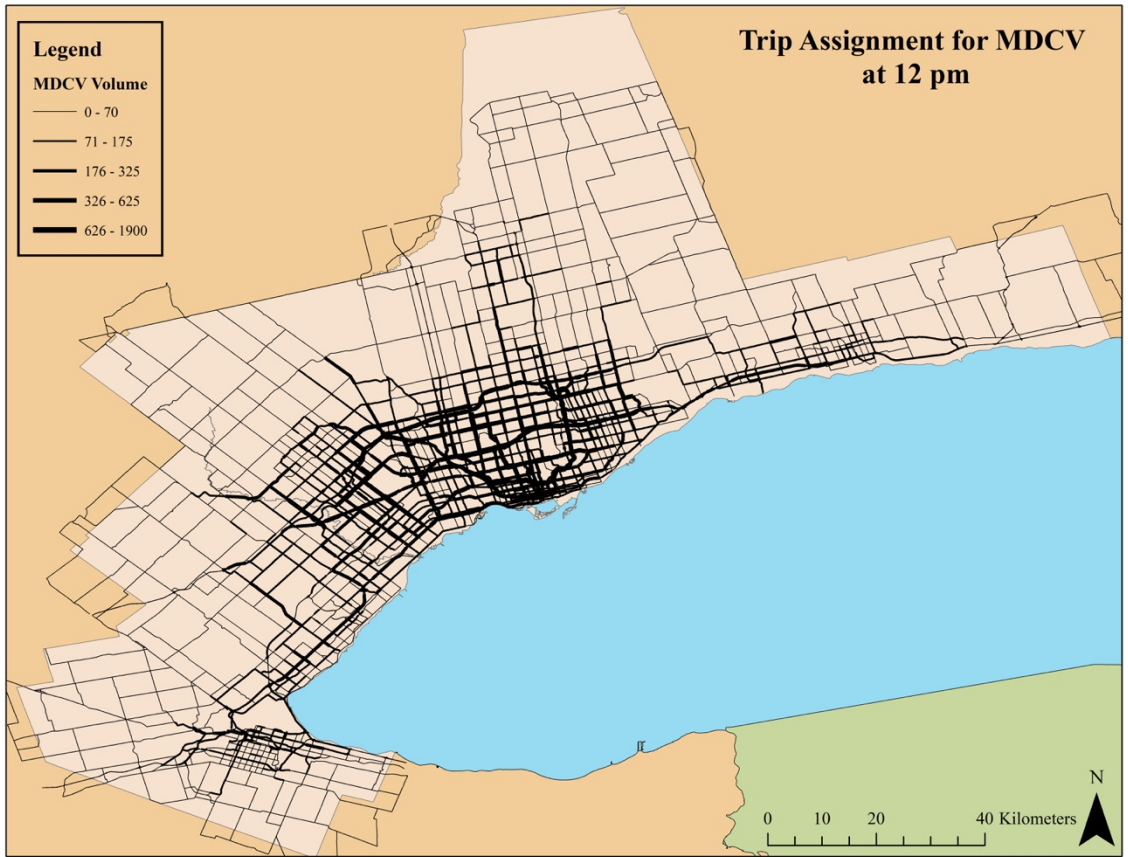 Legend
MDCV Volume
0 - 70
71 - 175
176 - 325
326 - 625
626 - 1900
Trip Assignment for MDCV
at 12 pm
N
0 10 20 40 Kilometers